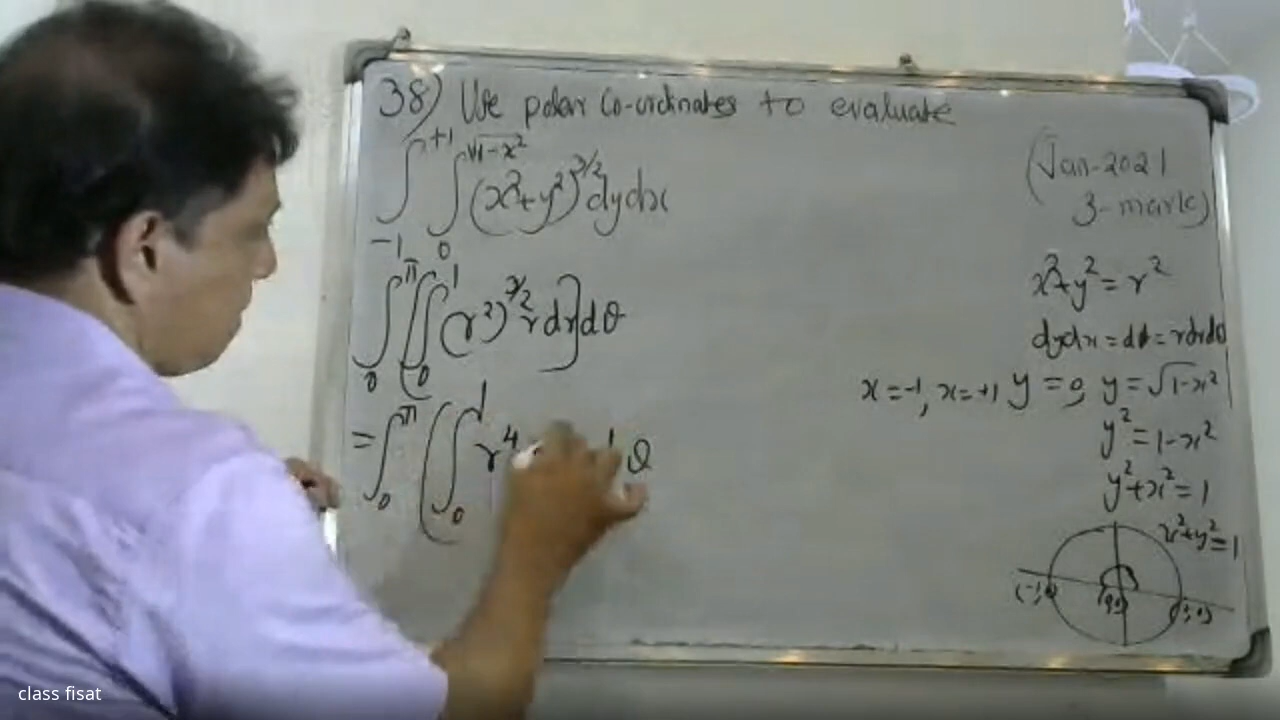 38) Use polar Co-ordinates to evaluate
∫₋₁⁺¹ ∫₀^√(1-x²) (x²+y²)^3/2 dydx
(Jan-2021
3-mark)
∫₀^π [∫₀¹ (r²)^3/2 r dr] dθ
= ∫₀^π (∫₀¹ r⁴ dθ
x²+y² = r²
dydx = dA = rdrdθ
x = -1, x = +1 y = 0, y = √1-x²
y² = 1-x²
y²+x² = 1
x²+y² = 1
(-1,0) (0,0) (1,0)
class fisat